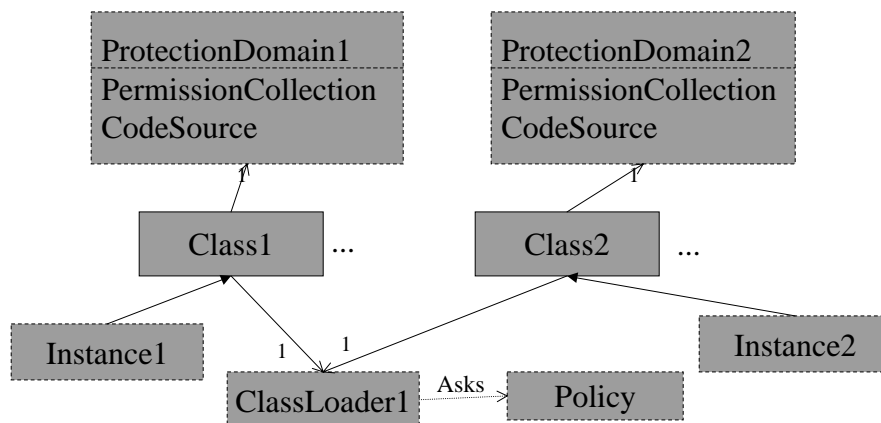 ProtectionDomain1
PermissionCollection
CodeSource
ProtectionDomain2
PermissionCollection
CodeSource
1
1
Class1
...
Class2
...
Instance1
1
1
Instance2
ClassLoader1
Asks
Policy